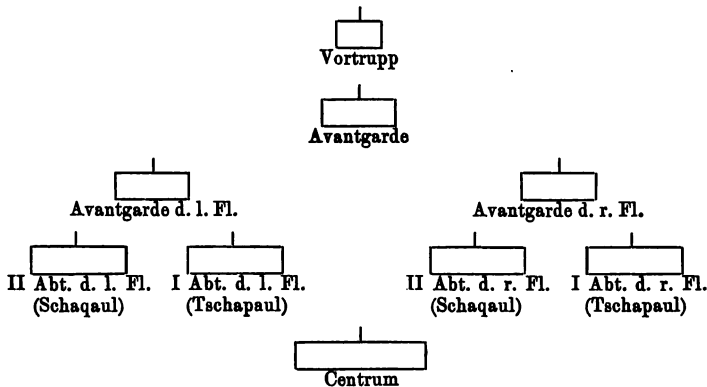 Vortrupp
Avantgarde
Avantgarde d. l. Fl.
Avantgarde d. r. Fl.
II Abt. d. l. Fl.
(Schaqaul)
I Abt. d. l. Fl.
(Tschapaul)
II Abt. d. r. Fl.
(Schaqaul)
I Abt. d. r. Fl.
(Tschapaul)
Centrum